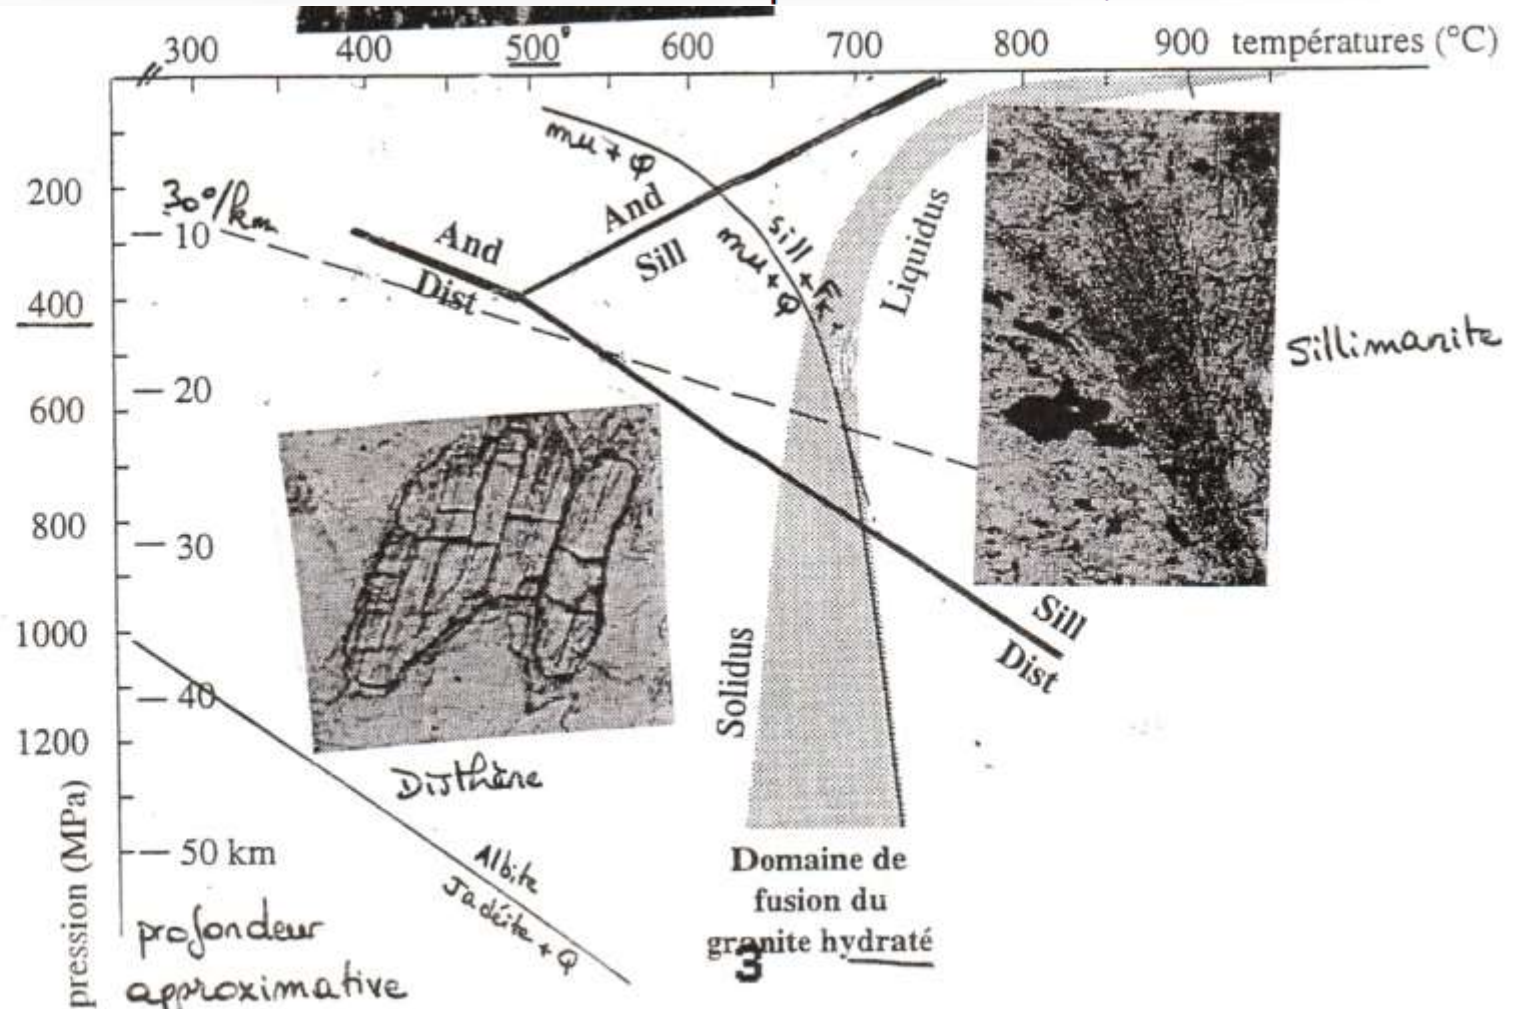 300 400 500 600 700 800 900 températures (°C)
mu + Q
200
30°/km
10
And
And
Sill
sill + Fk
mu + Q
Liquidus
And
Dist
400
Sillimanite
20
600
800
30
Sill
Dist
1000
Solidus
40
1200
Disthène
pression (MPa)
50 km
Albite
Jadéite + Q
Domaine de
fusion du
granite hydraté
3
profondeur
approximative